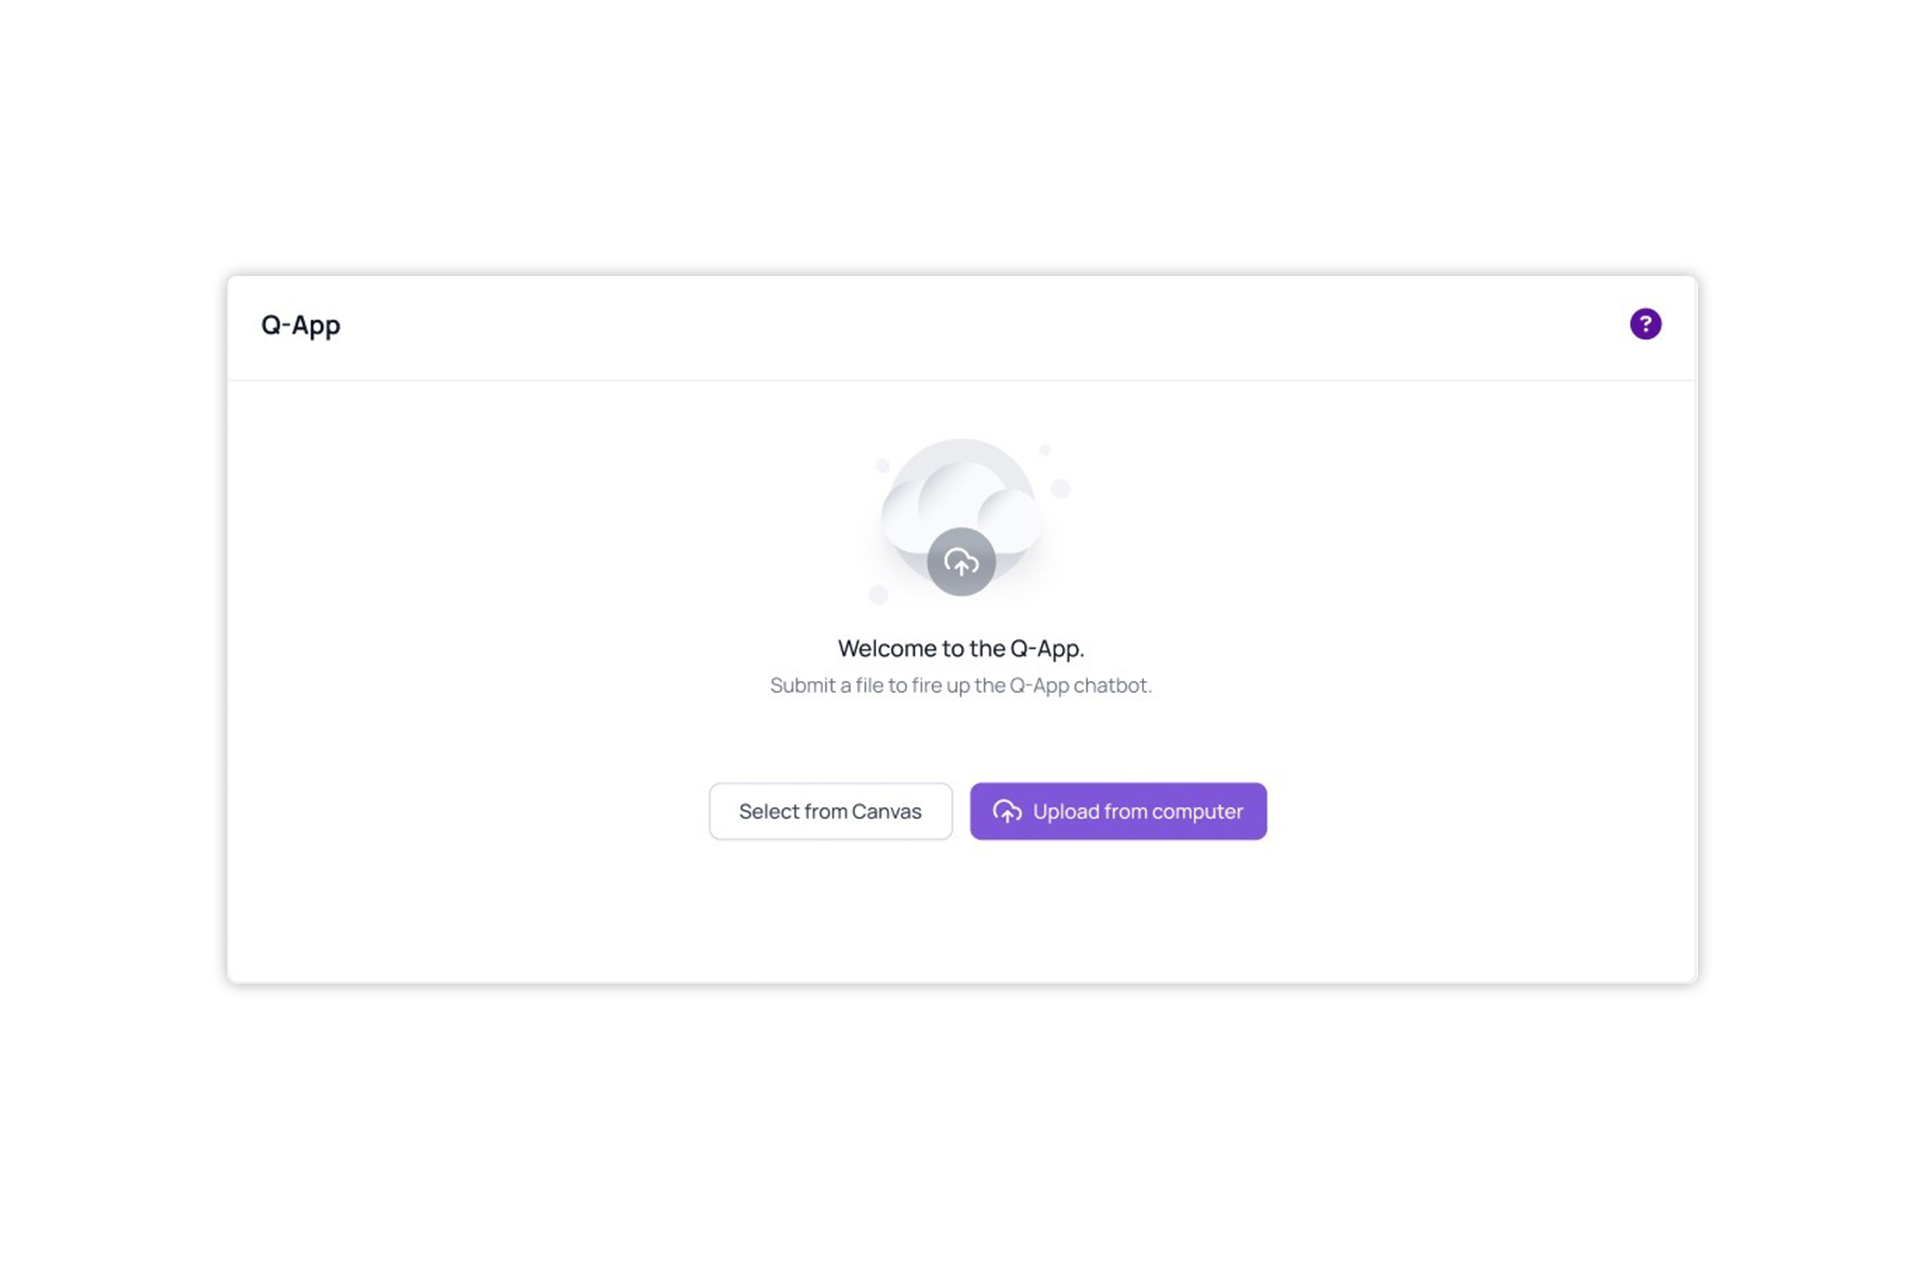 Q-App
?
Welcome to the Q-App.
Submit a file to fire up the Q-App chatbot.
Select from Canvas
Upload from computer